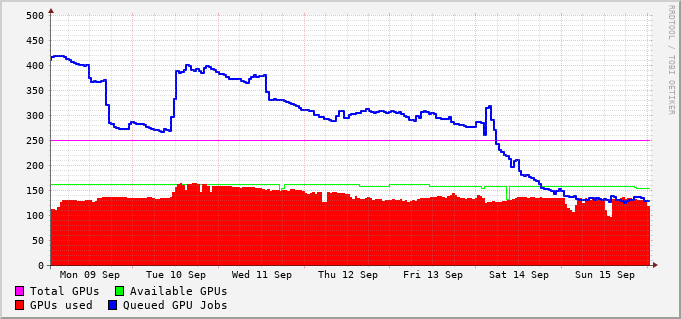 500
450
400
350
300
250
200
150
100
50
0
Mon 09 Sep Tue 10 Sep Wed 11 Sep Thu 12 Sep Fri 13 Sep Sat 14 Sep Sun 15 Sep
Total GPUs Available GPUs
GPUs used Queued GPU Jobs
RRDTOOL / TOBI OETIKER